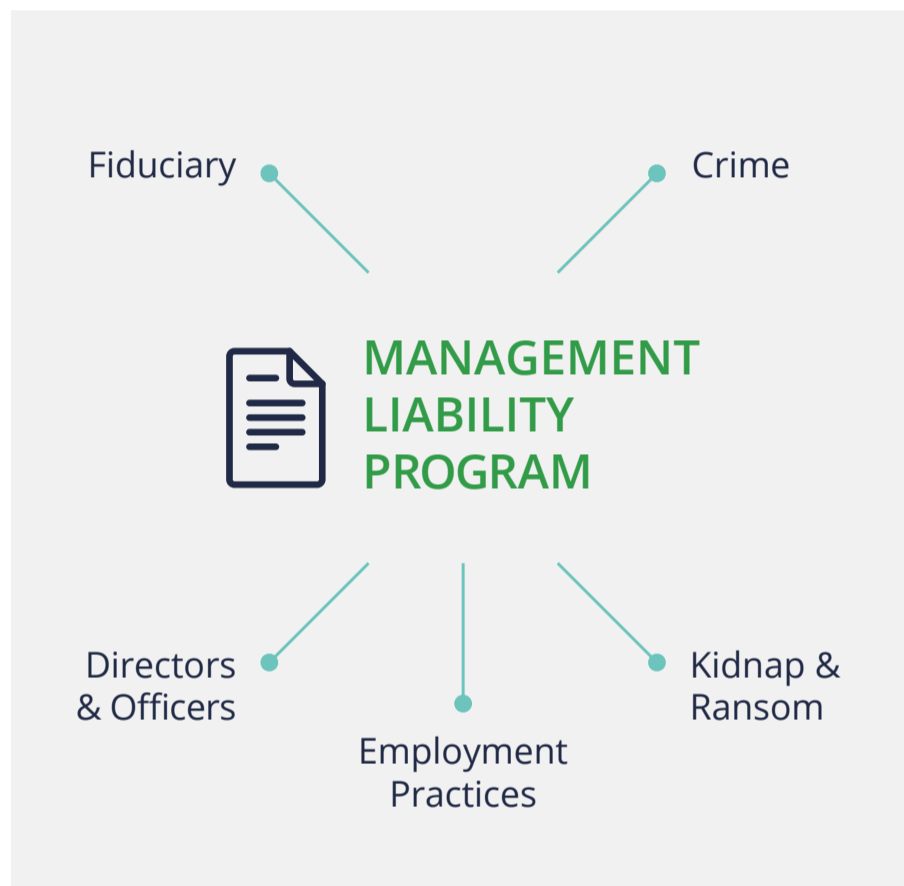 Fiduciary
Crime
MANAGEMENT
LIABILITY
PROGRAM
Directors
& Officers
Employment
Practices
Kidnap &
Ransom